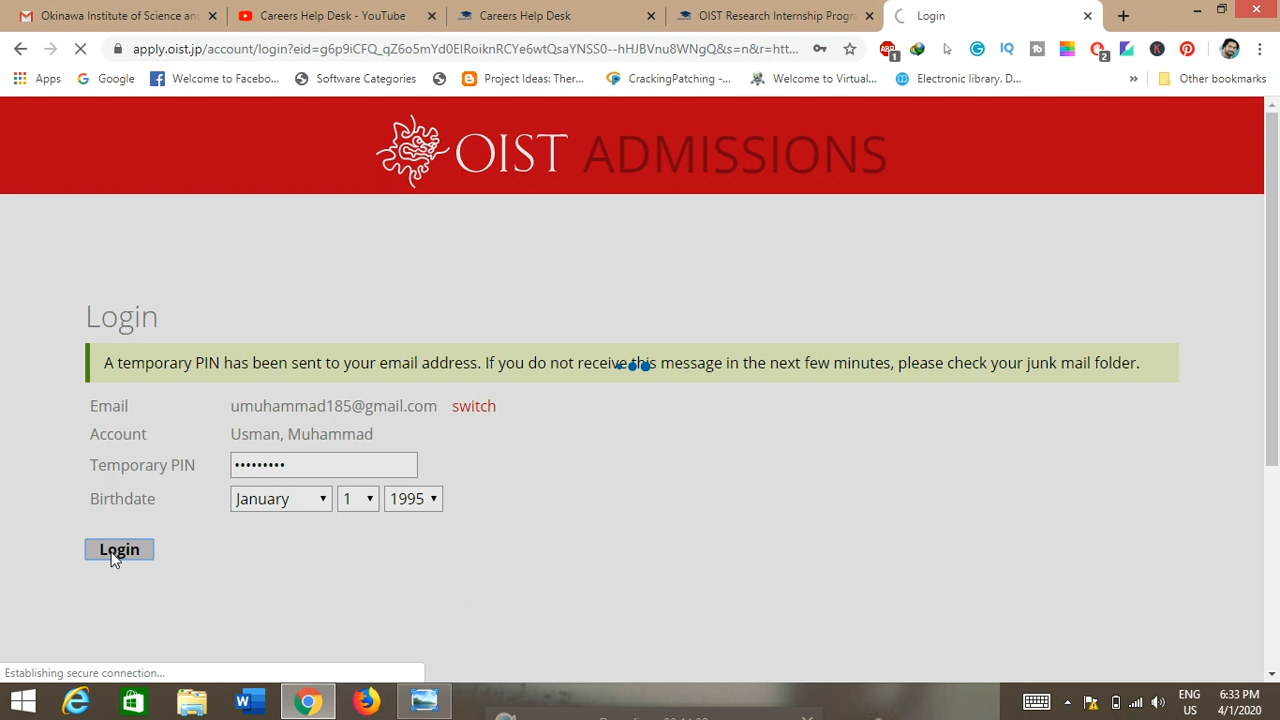 Okinawa Institute of Science and
Careers Help Desk - YouTube
Careers Help Desk
OIST Research Internship Progra
Login
apply.oist.jp/account/login?eid=g6p9iCFQ_qZ6o5mYd0EIRoiknRCYe6wtQsaYNSS0--hHJBVnu8WNgQ&s=n&r=htt...
Apps
Google
Welcome to Facebo...
Software Categories
Project Ideas: Ther...
CrackingPatching -...
Welcome to Virtual...
Electronic library. D...
»
Other bookmarks
OIST ADMISSIONS
Login
A temporary PIN has been sent to your email address. If you do not receive this message in the next few minutes, please check your junk mail folder.
Email umuhammad185@gmail.com switch
Account Usman, Muhammad
Temporary PIN •••••••••
Birthdate January 1 1995
Login
Establishing secure connection...
ENG 6:33 PM
US 4/1/2020